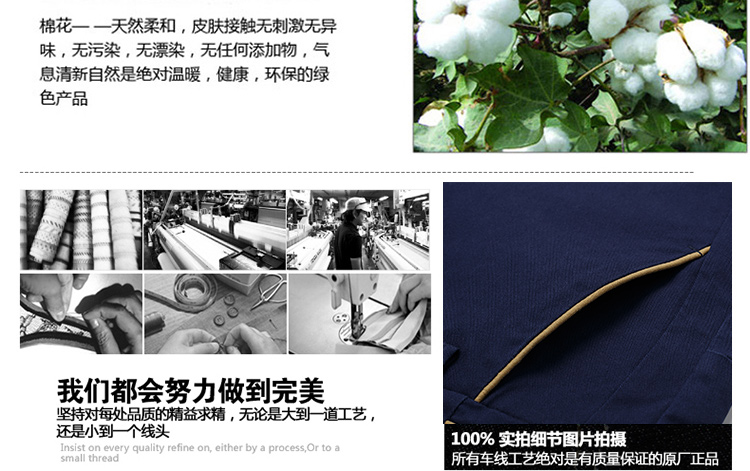 棉花— —天然柔和，皮肤接触无刺激无异
味，无污染，无漂染，无任何添加物，气
息清新自然是绝对温暖，健康，环保的绿
色产品
我们都会努力做到完美
坚持对每处品质的精益求精，无论是大到一道工艺，
还是小到一个线头
Insist on every quality refine on, either by a process,Or to a
small thread
100% 实拍细节图片拍摄
所有车线工艺绝对是有质量保证的原厂正品